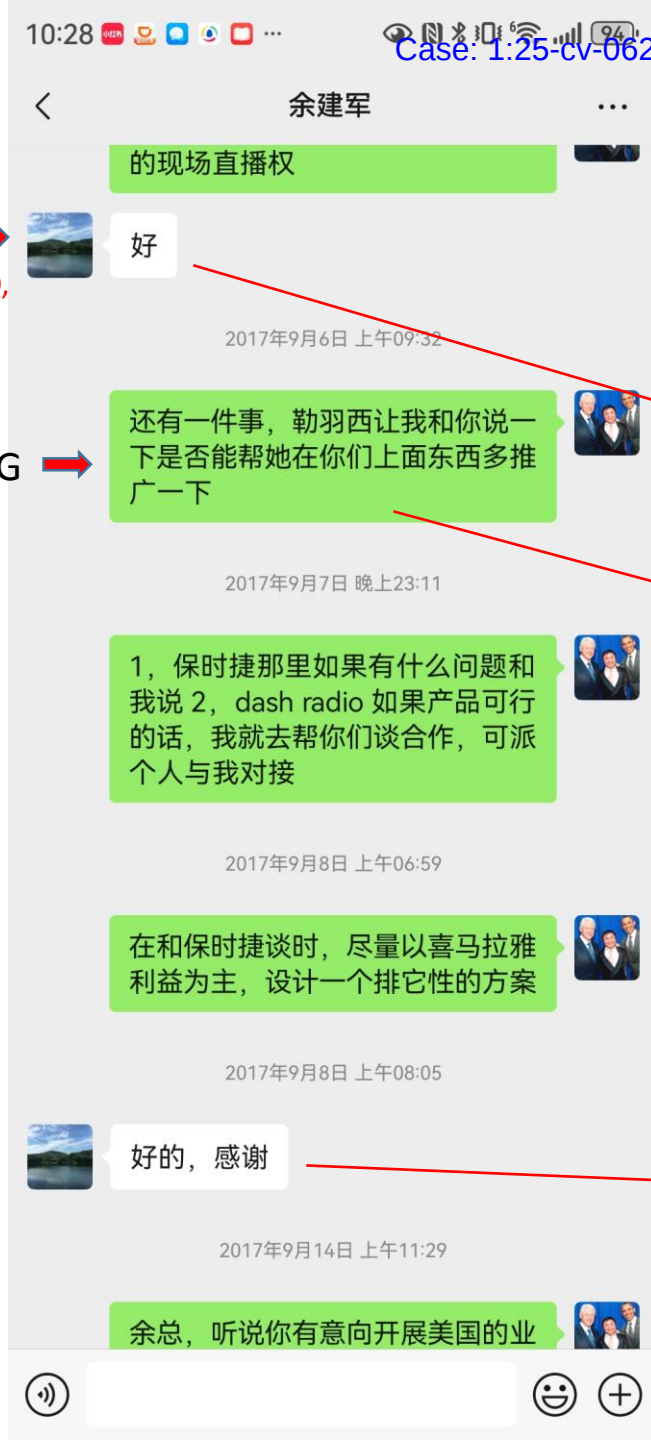 10:28
94
Case: 1:25-cv-062
余建军
的现场直播权
好
2017年9月6日 上午09:32
还有一件事，勒羽西让我和你说一
下是否能帮她在你们上面东西多推
广一下
G
2017年9月7日 晚上23:11
1，保时捷那里如果有什么问题和
我说 2，dash radio 如果产品可行
的话，我就去帮你们谈合作，可派
个人与我对接
2017年9月8日 上午06:59
在和保时捷谈时，尽量以喜马拉雅
利益为主，设计一个排它性的方案
2017年9月8日 上午08:05
好的，感谢
2017年9月14日 上午11:29
余总，听说你有意向开展美国的业